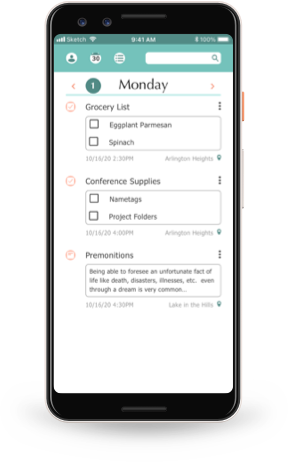 Sketch 9:41 AM 100%
30
1 Monday
Grocery List
Eggplant Parmesan
Spinach
10/16/20 2:30PM Arlington Heights
Conference Supplies
Nametags
Project Folders
10/16/20 4:00PM Arlington Heights
Premonitions
Being able to foresee an unfortunate fact of
life like death, disasters, illnesses, etc. even
through a dream is very common...
10/16/20 4:30PM Lake in the Hills